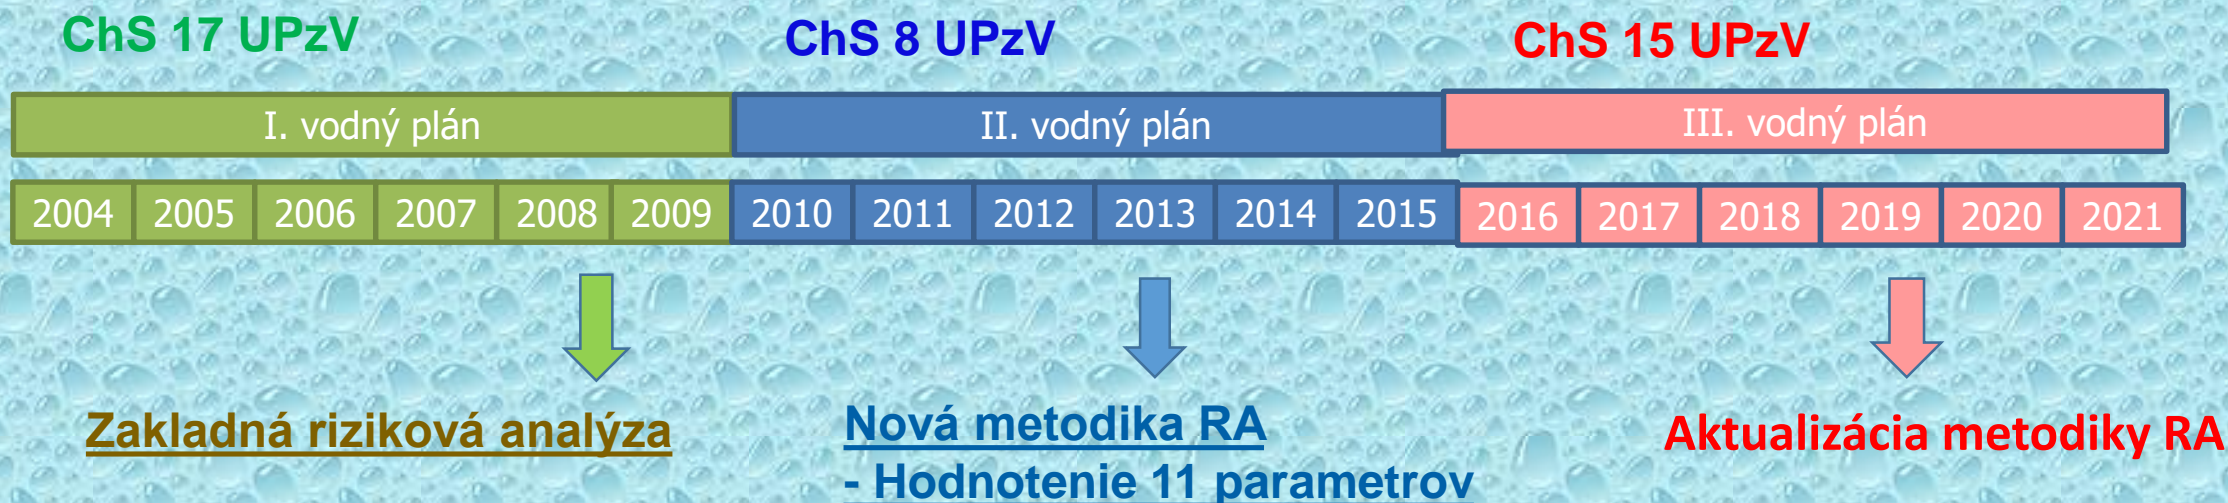 ChS 17 UPzV
ChS 8 UPzV
ChS 15 UPzV
I. vodný plán
II. vodný plán
III. vodný plán
2004 2005 2006 2007 2008 2009 2010 2011 2012 2013 2014 2015 2016 2017 2018 2019 2020 2021
Zakladná riziková analýza
Nová metodika RA
- Hodnotenie 11 parametrov
Aktualizácia metodiky RA